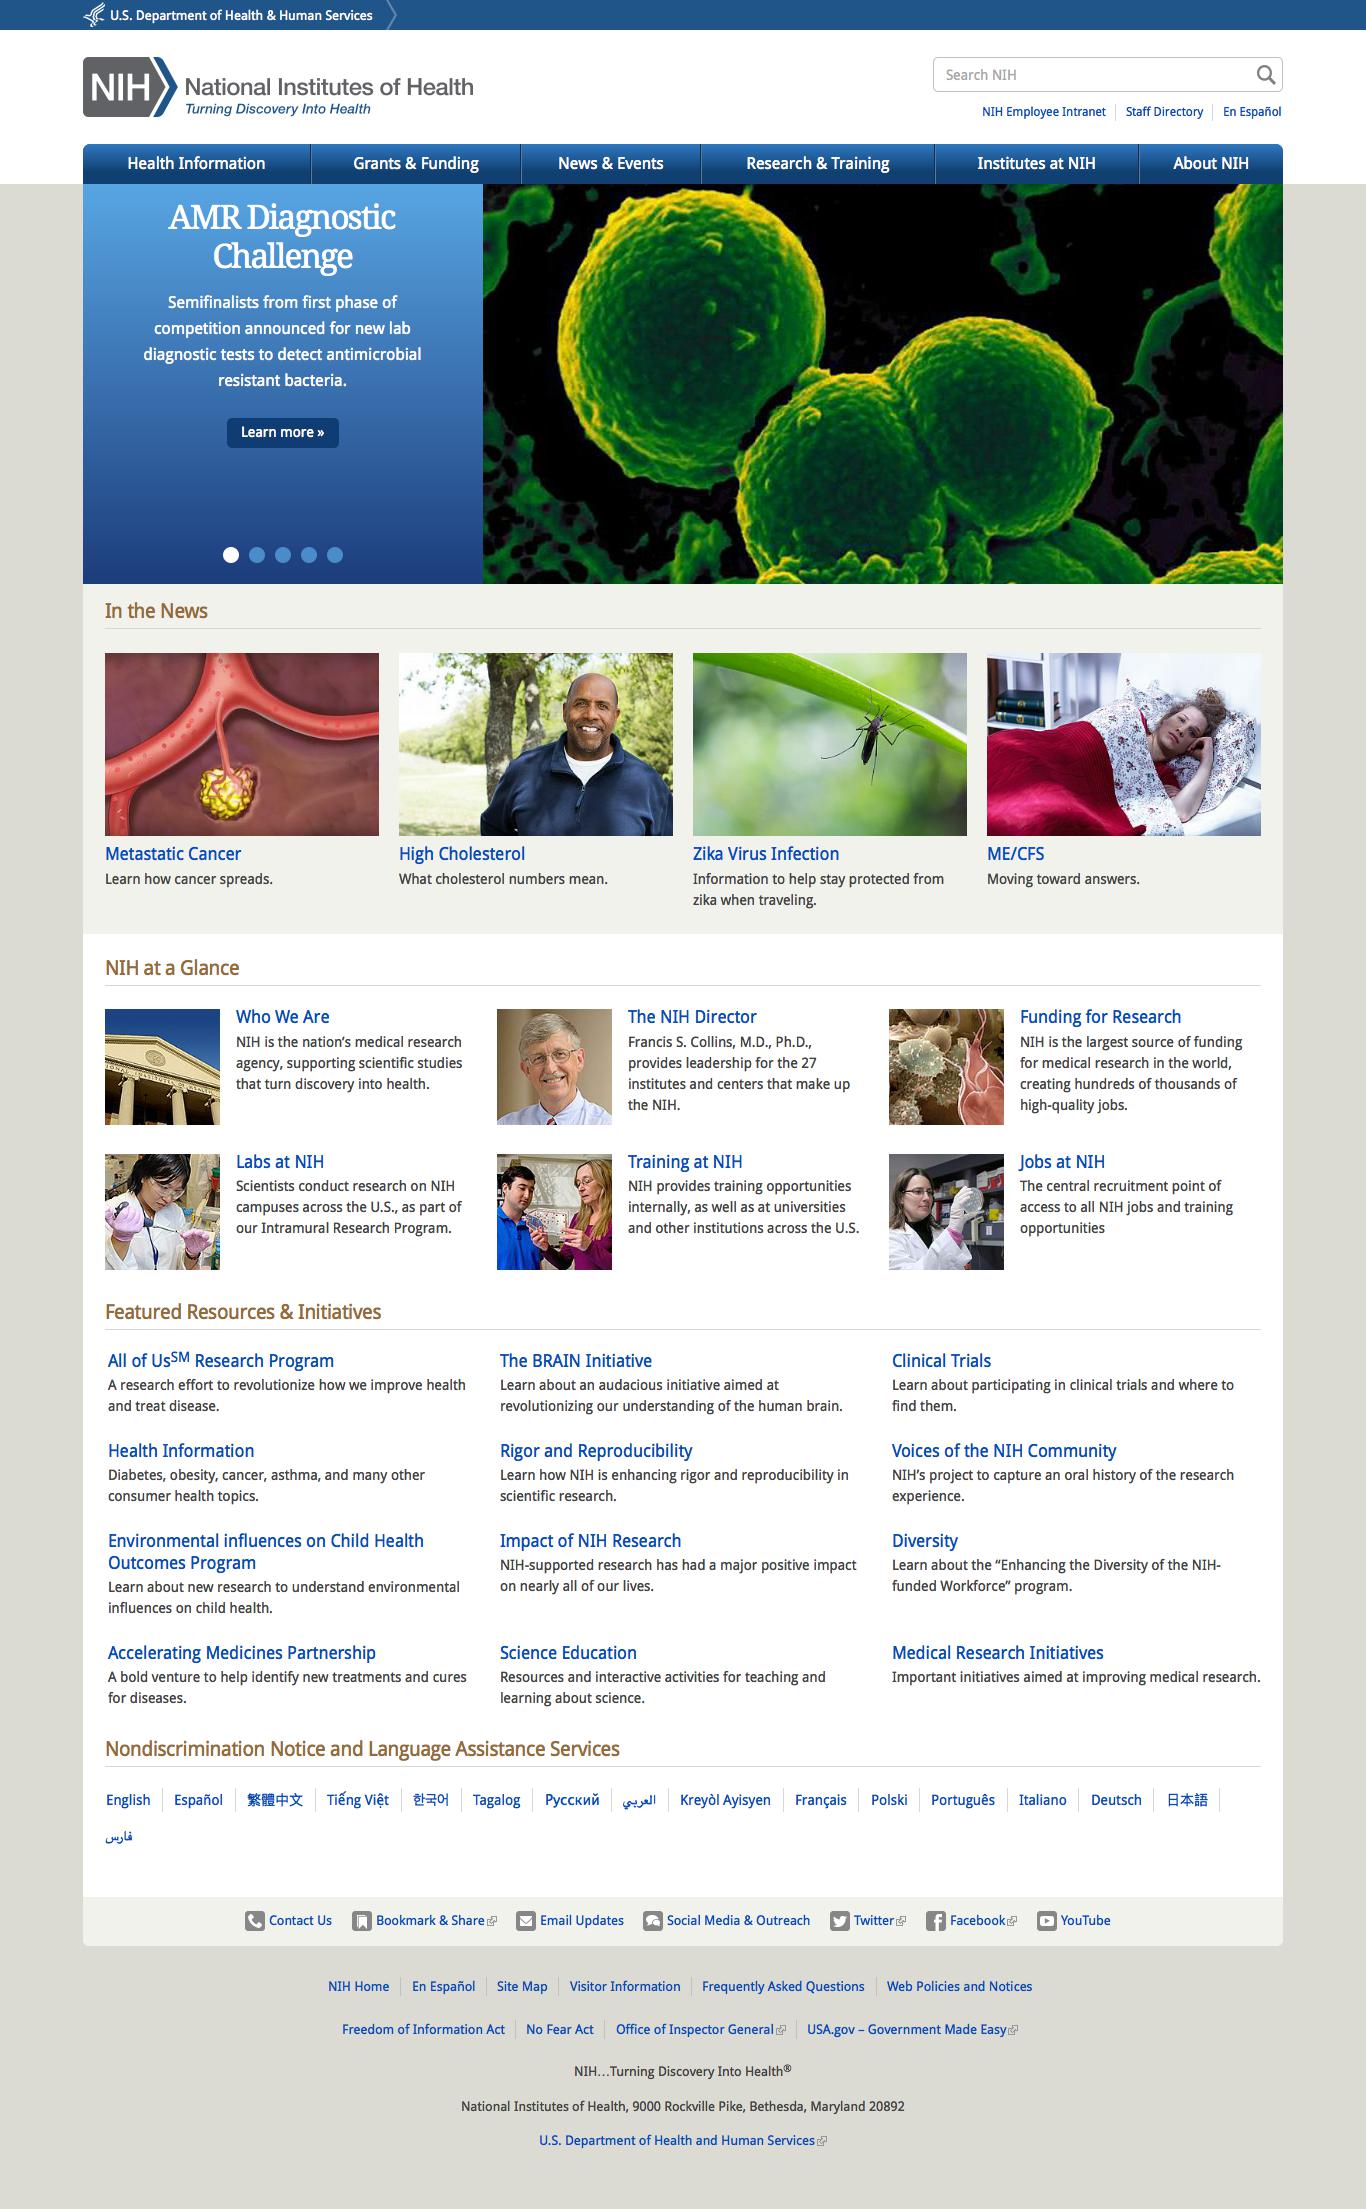 U.S. Department of Health & Human Services
NIH
National Institutes of Health
Turning Discovery Into Health
Search NIH
NIH Employee Intranet
Staff Directory
En Español
Health Information
Grants & Funding
News & Events
Research & Training
Institutes at NIH
About NIH
AMR Diagnostic
Challenge
Semifinalists from first phase of
competition announced for new lab
diagnostic tests to detect antimicrobial
resistant bacteria.
Learn more »
In the News
Metastatic Cancer
Learn how cancer spreads.
High Cholesterol
What cholesterol numbers mean.
Zika Virus Infection
Information to help stay protected from
zika when traveling.
ME/CFS
Moving toward answers.
NIH at a Glance
Who We Are
NIH is the nation’s medical research
agency, supporting scientific studies
that turn discovery into health.
The NIH Director
Francis S. Collins, M.D., Ph.D.,
provides leadership for the 27
institutes and centers that make up
the NIH.
Funding for Research
NIH is the largest source of funding
for medical research in the world,
creating hundreds of thousands of
high-quality jobs.
Labs at NIH
Scientists conduct research on NIH
campuses across the U.S., as part of
our Intramural Research Program.
Training at NIH
NIH provides training opportunities
internally, as well as at universities
and other institutions across the U.S.
Jobs at NIH
The central recruitment point of
access to all NIH jobs and training
opportunities
Featured Resources & Initiatives
All of Us℠ Research Program
A research effort to revolutionize how we improve health
and treat disease.
The BRAIN Initiative
Learn about an audacious initiative aimed at
revolutionizing our understanding of the human brain.
Clinical Trials
Learn about participating in clinical trials and where to
find them.
Health Information
Diabetes, obesity, cancer, asthma, and many other
consumer health topics.
Rigor and Reproducibility
Learn how NIH is enhancing rigor and reproducibility in
scientific research.
Voices of the NIH Community
NIH’s project to capture an oral history of the research
experience.
Environmental influences on Child Health
Outcomes Program
Learn about new research to understand environmental
influences on child health.
Impact of NIH Research
NIH-supported research has had a major positive impact
on nearly all of our lives.
Diversity
Learn about the “Enhancing the Diversity of the NIH-
funded Workforce” program.
Accelerating Medicines Partnership
A bold venture to help identify new treatments and cures
for diseases.
Science Education
Resources and interactive activities for teaching and
learning about science.
Medical Research Initiatives
Important initiatives aimed at improving medical research.
Nondiscrimination Notice and Language Assistance Services
English
Español
繁體中文
Tiếng Việt
한국어
Tagalog
Русский
العربي
Kreyòl Ayisyen
Français
Polski
Português
Italiano
Deutsch
日本語
فارس
Contact Us
Bookmark & Share
Email Updates
Social Media & Outreach
Twitter
Facebook
YouTube
NIH Home
En Español
Site Map
Visitor Information
Frequently Asked Questions
Web Policies and Notices
Freedom of Information Act
No Fear Act
Office of Inspector General
USA.gov – Government Made Easy
NIH…Turning Discovery Into Health®
National Institutes of Health, 9000 Rockville Pike, Bethesda, Maryland 20892
U.S. Department of Health and Human Services